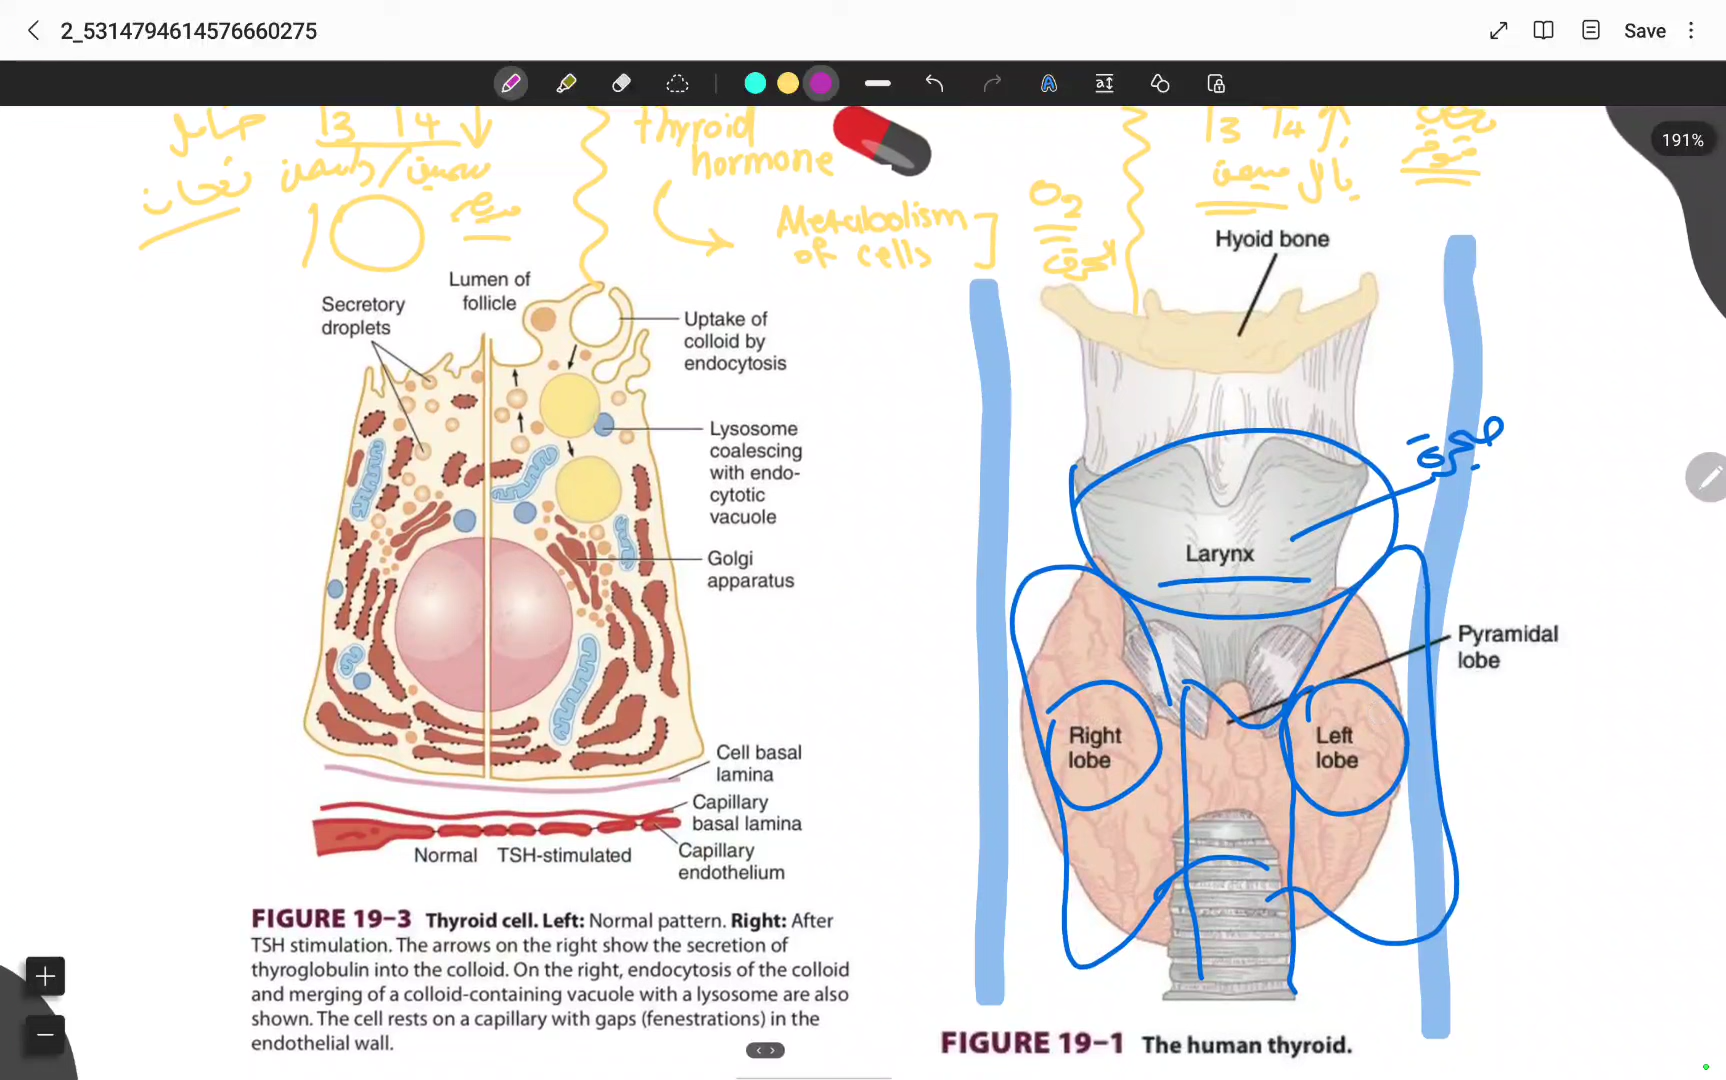 2_5314794614576660275
Save
191%
T3 T4 ↓
thyroid
hormone
Metabolism
of cells
O2
T3 T4 ↑
Hyoid bone
Larynx
Pyramidal
lobe
Right
lobe
Left
lobe
Lumen of
follicle
Secretory
droplets
Uptake of
colloid by
endocytosis
Lysosome
coalescing
with endo-
cytotic
vacuole
Golgi
apparatus
Cell basal
lamina
Capillary
basal lamina
Capillary
endothelium
Normal TSH-stimulated
FIGURE 19–3 Thyroid cell. Left: Normal pattern. Right: After
TSH stimulation. The arrows on the right show the secretion of
thyroglobulin into the colloid. On the right, endocytosis of the colloid
and merging of a colloid-containing vacuole with a lysosome are also
shown. The cell rests on a capillary with gaps (fenestrations) in the
endothelial wall.
FIGURE 19–1 The human thyroid.